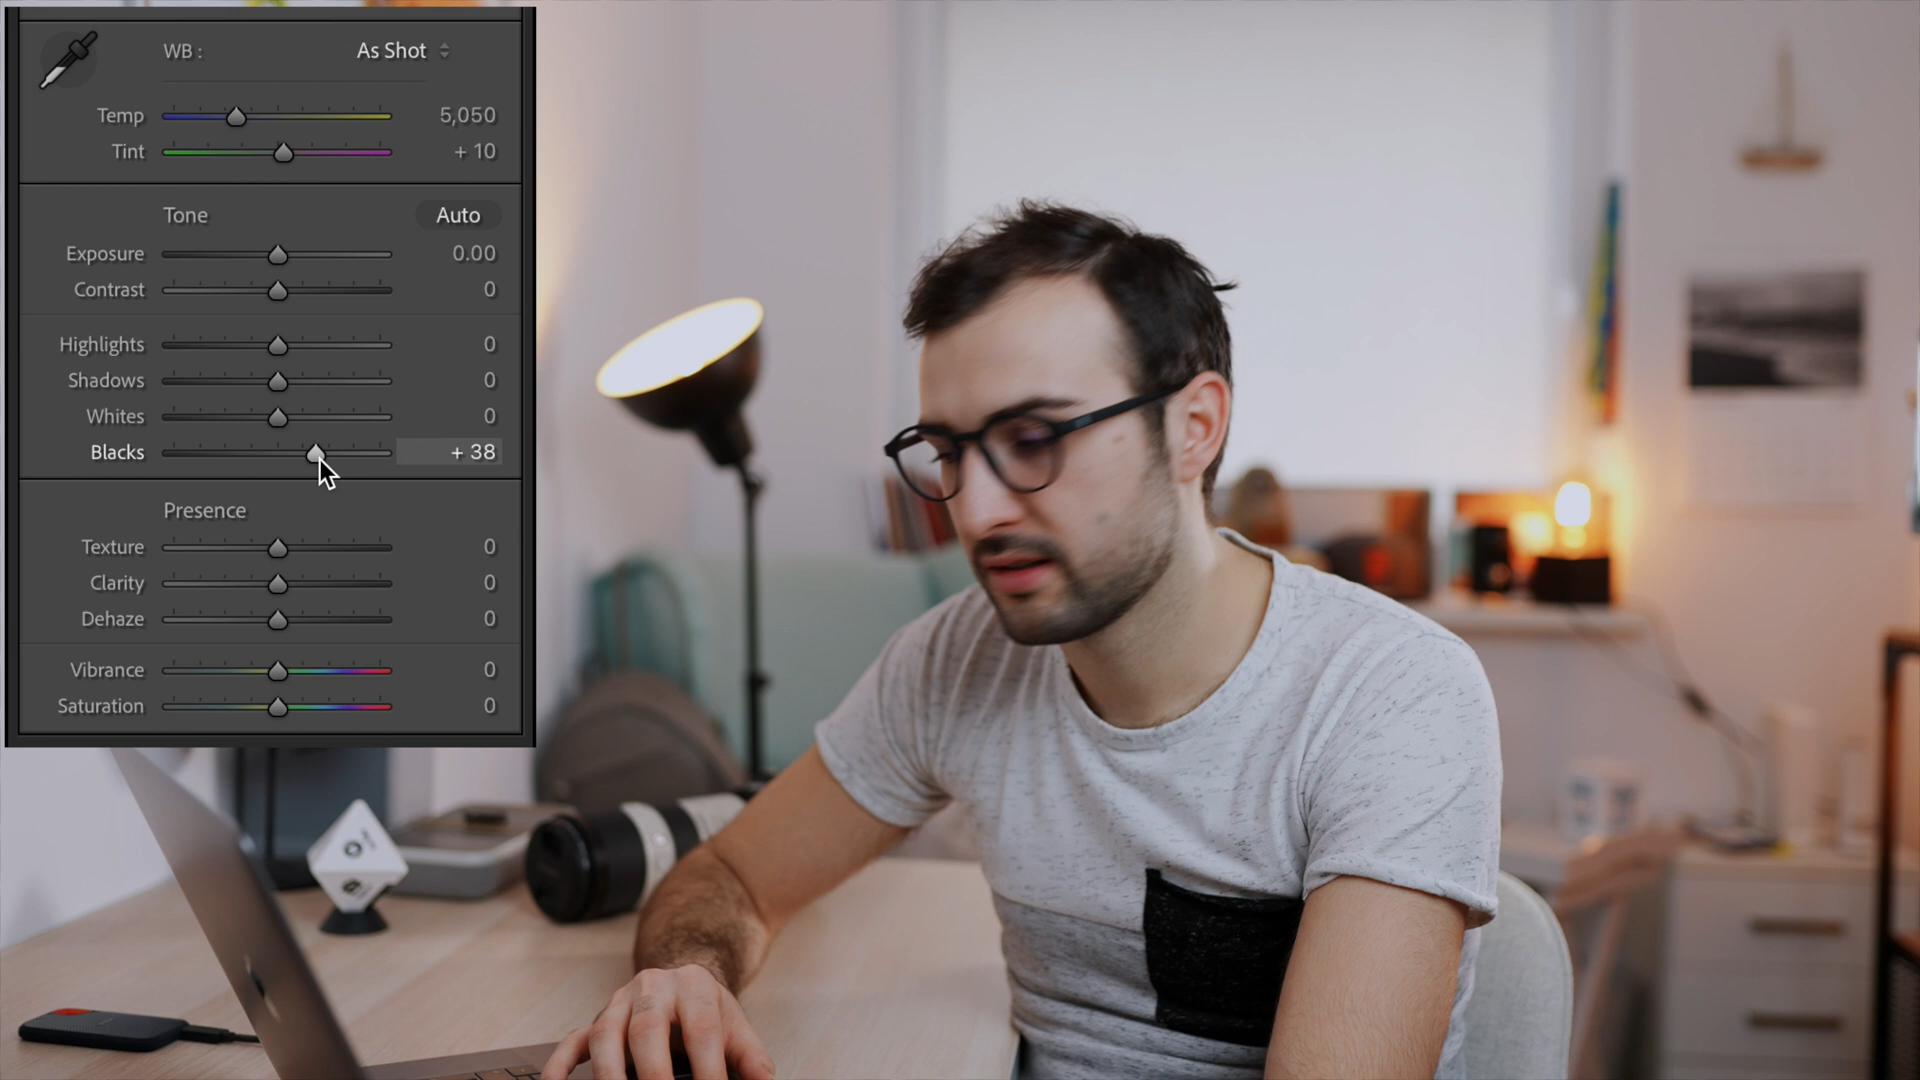 WB : As Shot
Temp 5,050
Tint + 10
Tone Auto
Exposure 0.00
Contrast 0
Highlights 0
Shadows 0
Whites 0
Blacks + 38
Presence
Texture 0
Clarity 0
Dehaze 0
Vibrance 0
Saturation 0